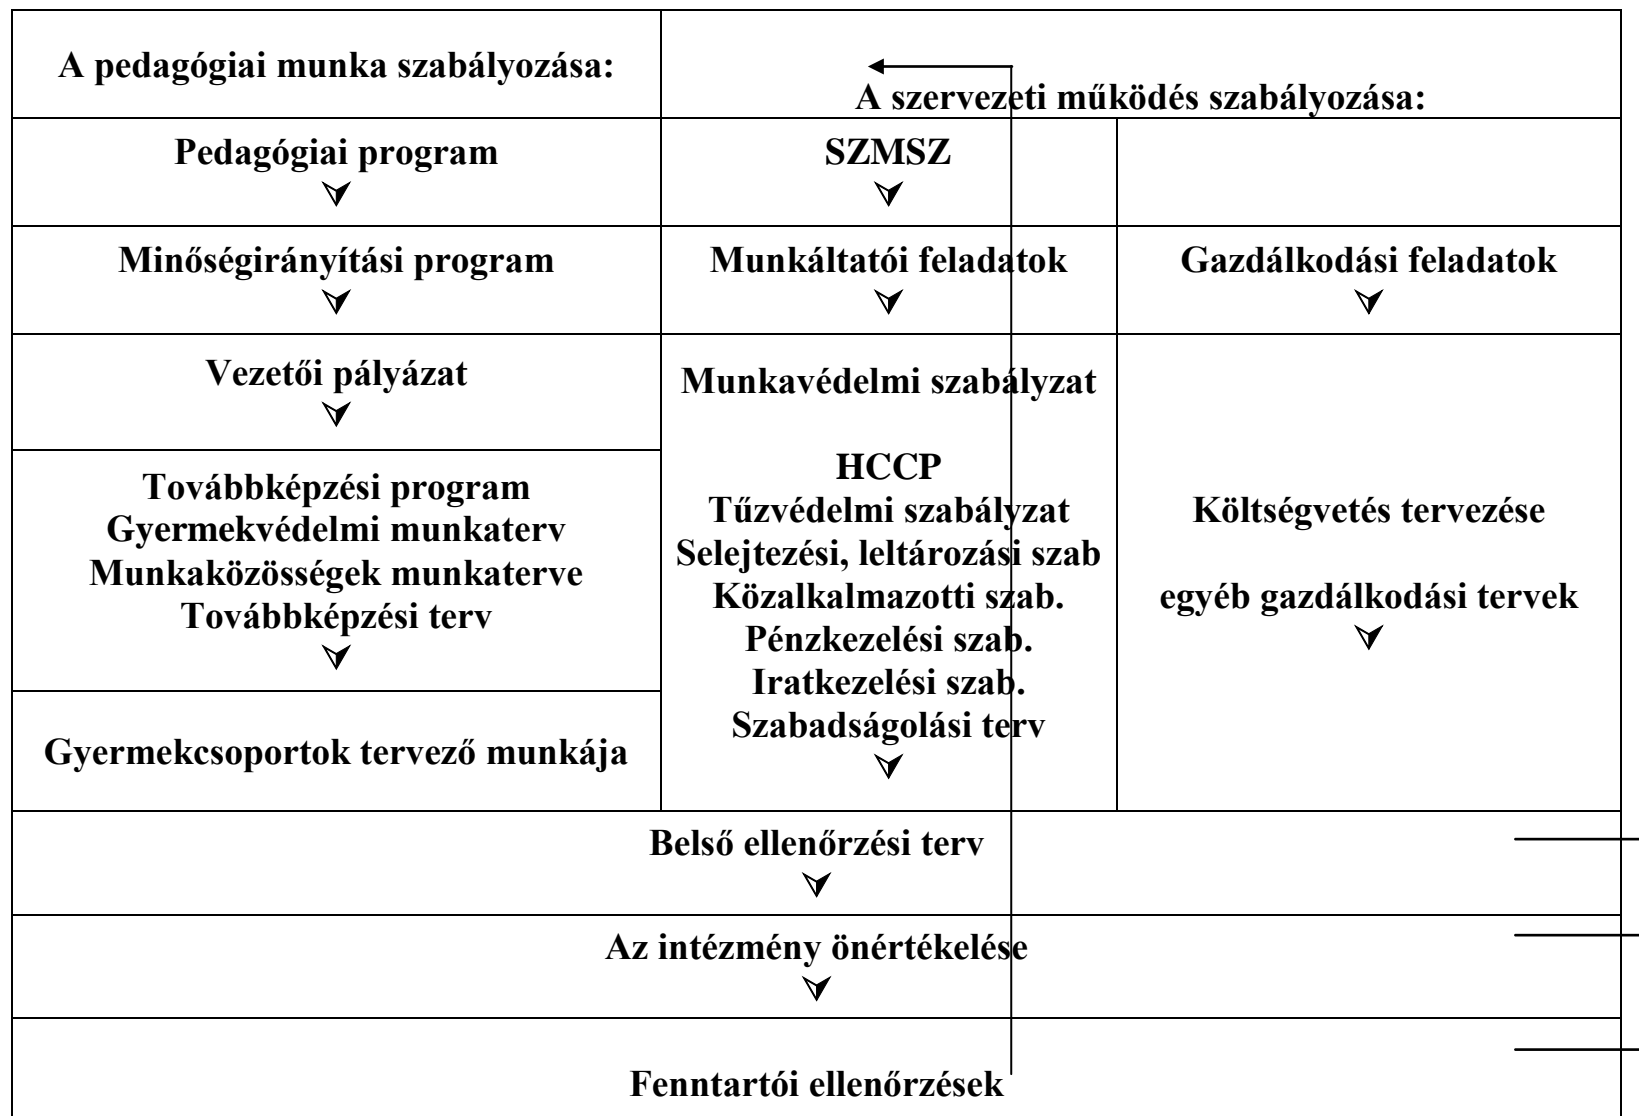 A pedagógiai munka szabályozása:
A szervezeti működés szabályozása:
Pedagógiai program
SZMSZ
Minőségirányítási program
Munkáltatói feladatok
Gazdálkodási feladatok
Vezetői pályázat
Továbbképzési program
Gyermekvédelmi munkaterv
Munkaközösségek munkaterve
Továbbképzési terv
Gyermekcsoportok tervező munkája
Munkavédelmi szabályzat
HCCP
Tűzvédelmi szabályzat
Selejtezési, leltározási szab
Közalkalmazotti szab.
Pénzkezelési szab.
Iratkezelési szab.
Szabadságolási terv
Költségvetés tervezése
egyéb gazdálkodási tervek
Belső ellenőrzési terv
Az intézmény önértékelése
Fenntartói ellenőrzések